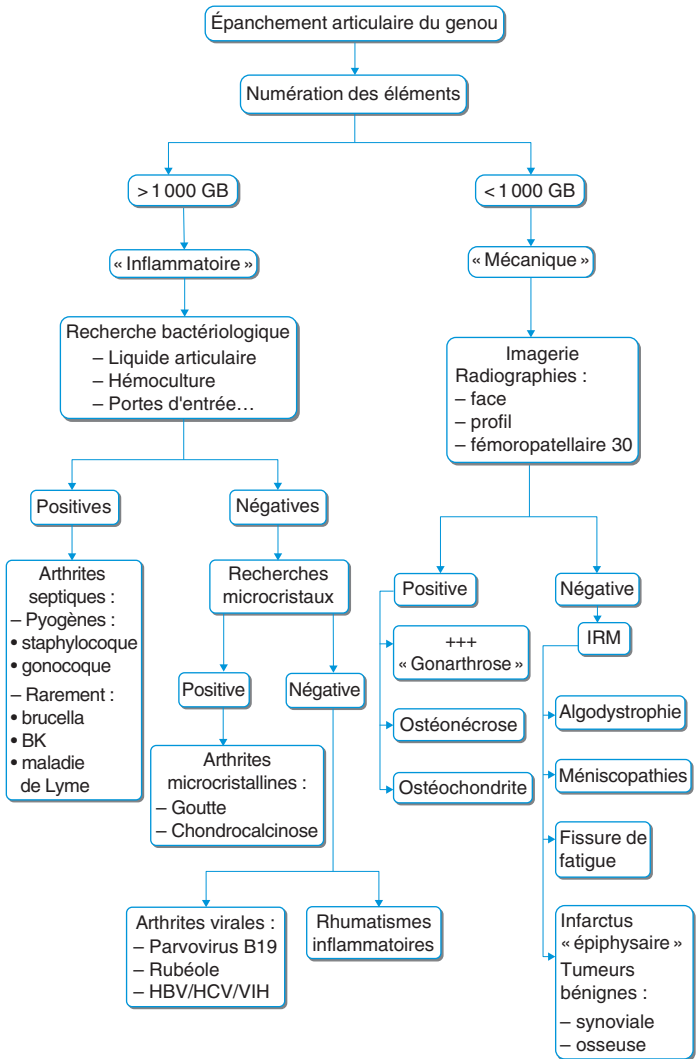 Épanchement articulaire du genou
Numération des éléments
> 1 000 GB
< 1 000 GB
« Inflammatoire »
« Mécanique »
Recherche bactériologique
– Liquide articulaire
– Hémoculture
– Portes d'entrée…
Imagerie
Radiographies :
– face
– profil
– fémoropatellaire 30
Positives
Négatives
Arthrites
septiques :
– Pyogènes :
• staphylocoque
• gonocoque
– Rarement :
• brucella
• BK
• maladie
de Lyme
Recherches
microcristaux
Positive
Négative
Arthrites
microcristallines :
– Goutte
– Chondrocalcinose
Arthrites virales :
– Parvovirus B19
– Rubéole
– HBV/HCV/VIH
Rhumatismes
inflammatoires
Positive
Négative
+++
« Gonarthrose »
Ostéonécrose
Ostéochondrite
IRM
Algodystrophie
Méniscopathies
Fissure de
fatigue
Infarctus
« épiphysaire »
Tumeurs
bénignes :
– synoviale
– osseuse